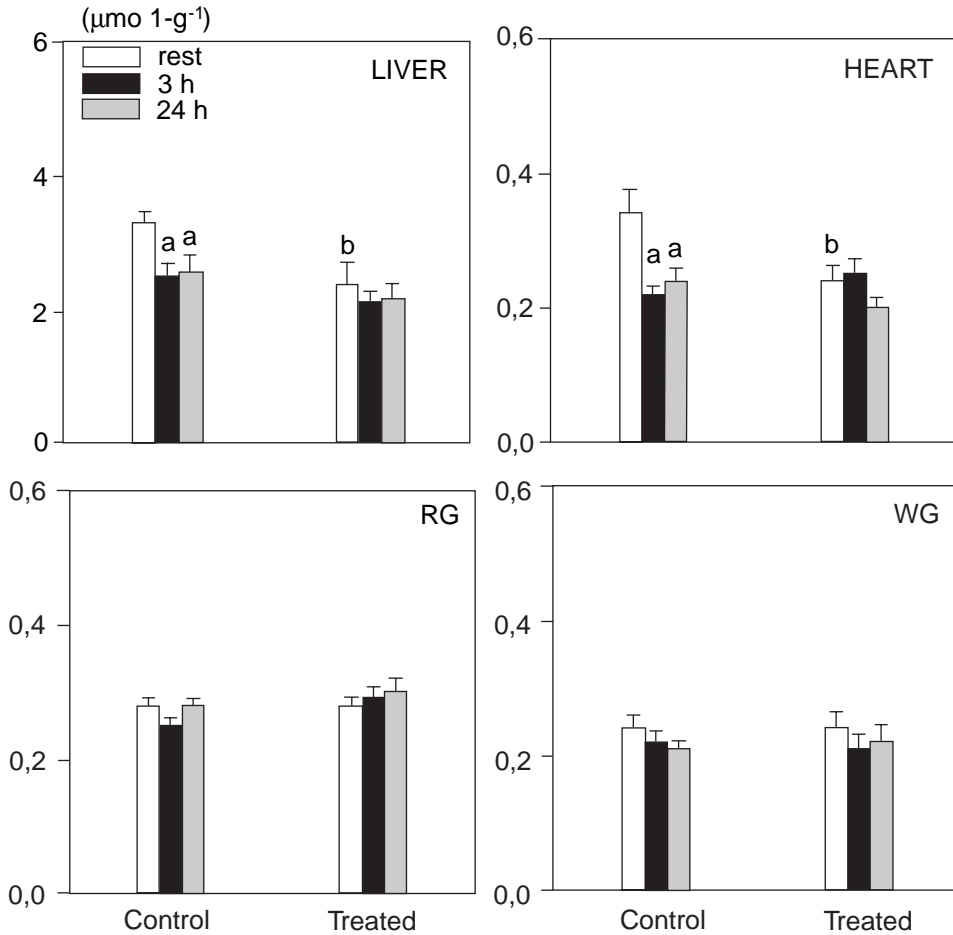 (μmo 1-g-1)
rest
3 h
24 h
LIVER
6
4
2
0
a a
b
HEART
0,6
0,4
0,2
0,0
a a
b
RG
0,6
0,4
0,2
0,0
Control Treated
WG
0,6
0,4
0,2
0,0
Control Treated